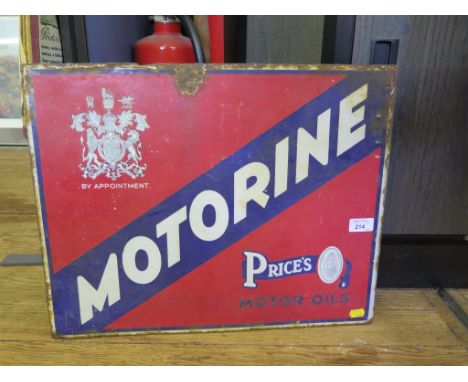 BY APPOINTMENT
MOTORINE
214
PRICE'S
MOTOR OILS